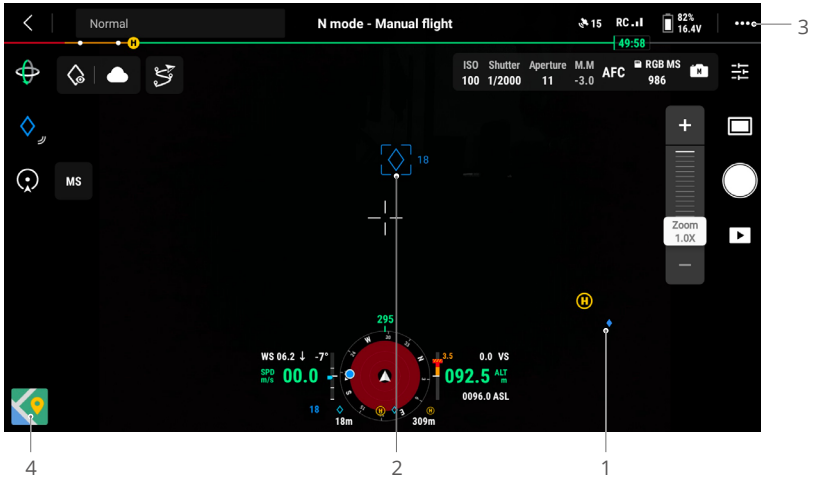 Normal
N mode - Manual flight
15
RC
82%
16.4V
3
H
49:58
ISO Shutter Aperture M.M
100 1/2000 11 -3.0
AFC
RGB MS
986
M
MS
18
+
Zoom
1.0X
−
H
295
WS 06.2 ↓ -7°
SPD
m/s
00.0
W
N
S
E
3.5
0.0 VS
092.5
ALT
m
0096.0 ASL
18
18m
H
H
309m
4
2
1